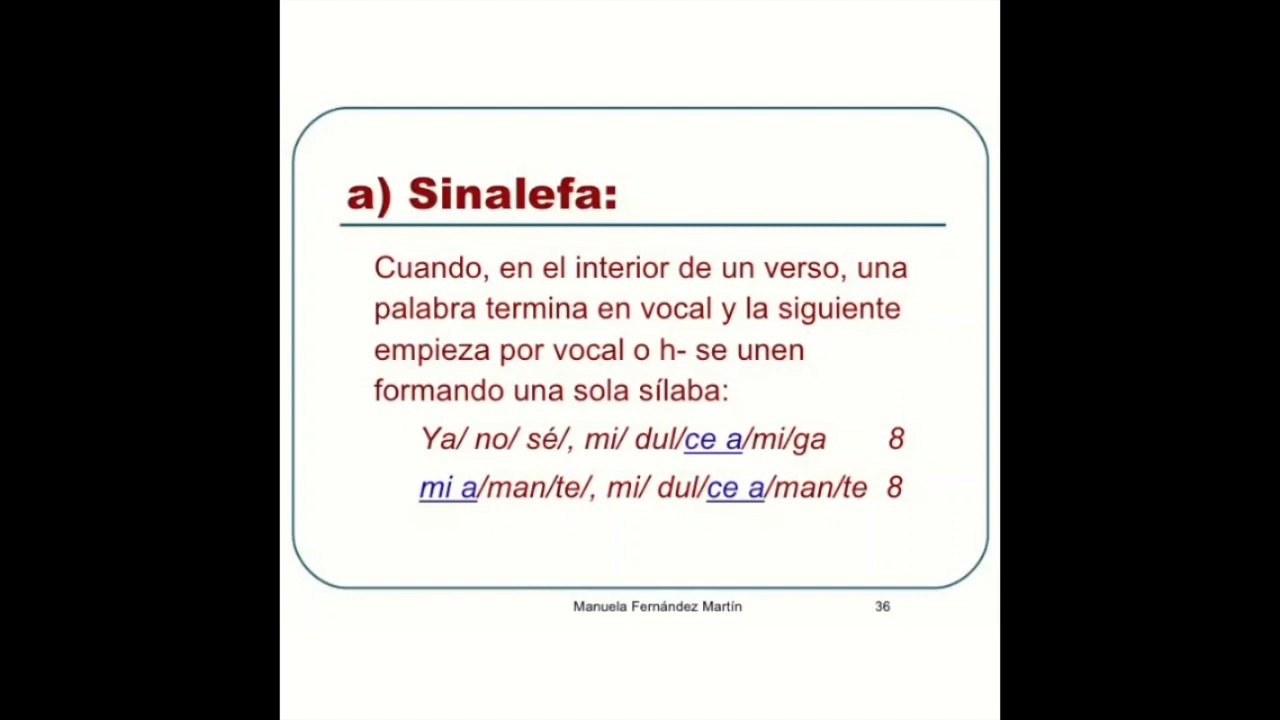 a) Sinalefa:
Cuando, en el interior de un verso, una
palabra termina en vocal y la siguiente
empieza por vocal o h- se unen
formando una sola sílaba:
Ya/ no/ sé/, mi/ dul/ce a/mi/ga 8
mi a/man/te/, mi/ dul/ce a/man/te 8
Manuela Fernández Martín 36